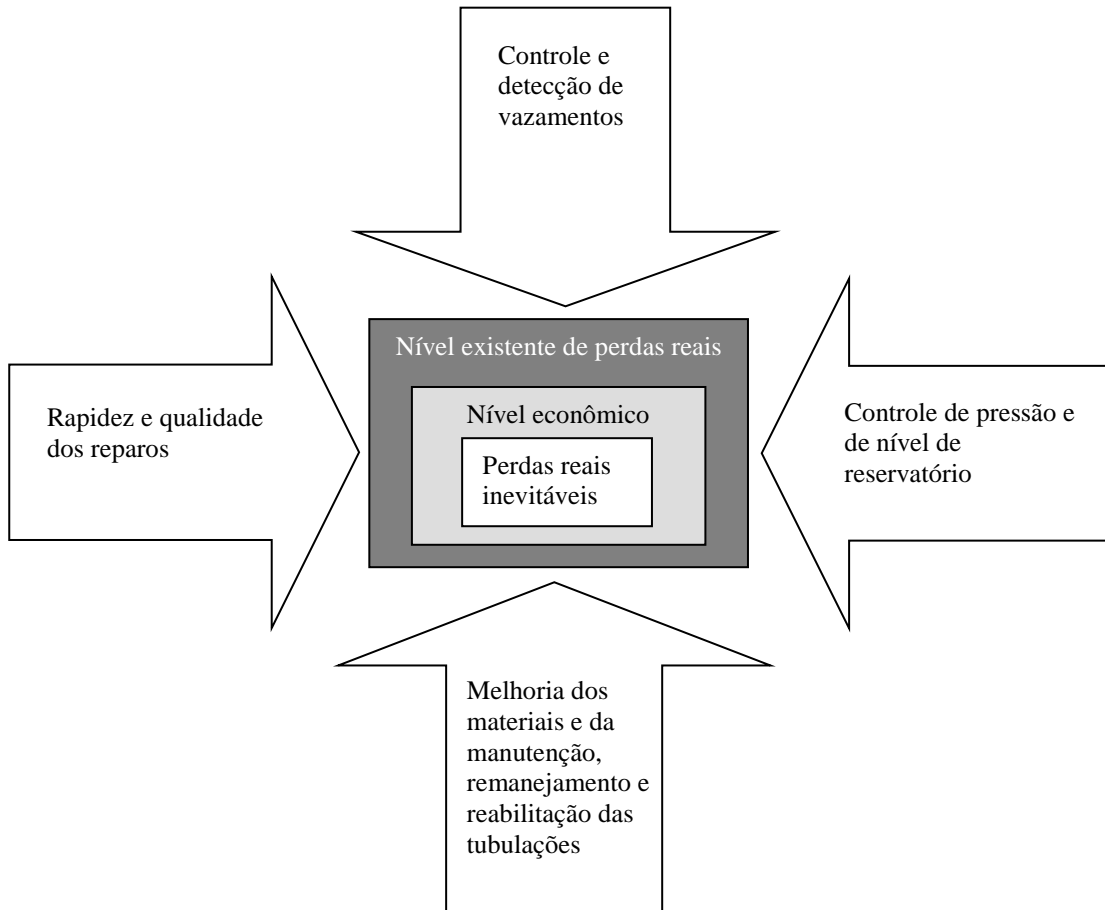 Controle e
detecção de
vazamentos
Nível existente de perdas reais
Rapidez e qualidade
dos reparos
Nível econômico
Perdas reais
inevitáveis
Controle de pressão e
de nível de
reservatório
Melhoria dos
materiais e da
manutenção,
remanejamento e
reabilitação das
tubulações